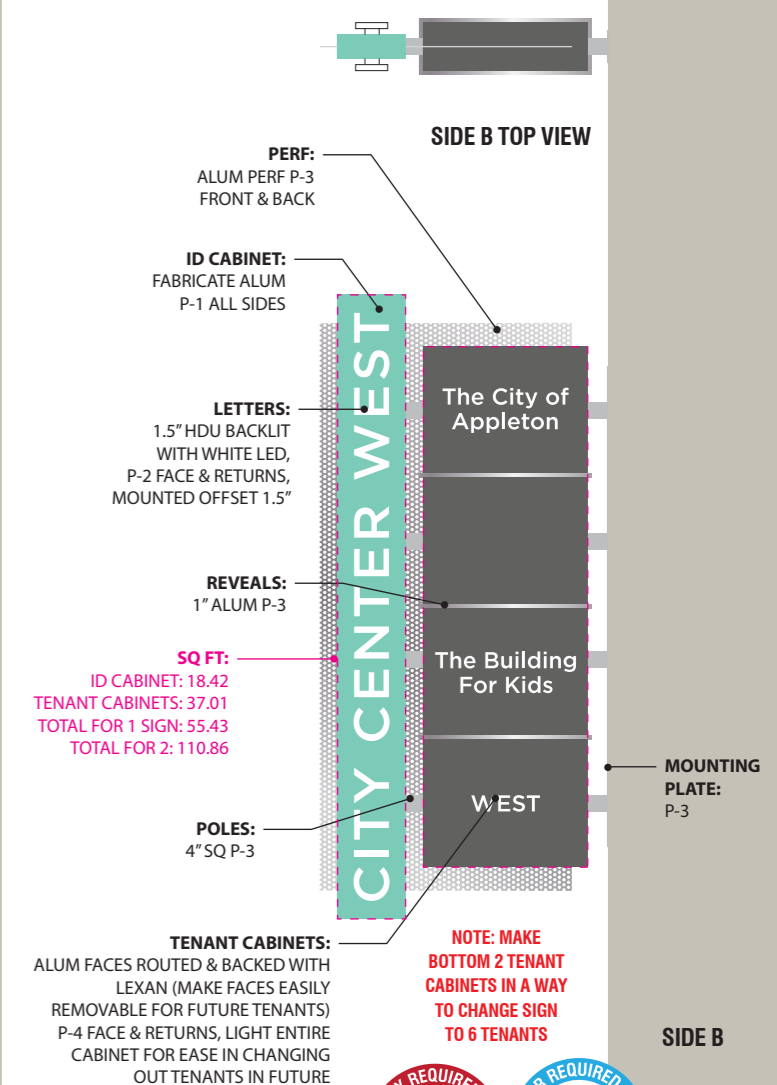 SIDE B TOP VIEW
PERF:
ALUM PERF P-3
FRONT & BACK
ID CABINET:
FABRICATE ALUM
P-1 ALL SIDES
LETTERS:
1.5" HDU BACKLIT
WITH WHITE LED,
P-2 FACE & RETURNS,
MOUNTED OFFSET 1.5"
REVEALS:
1" ALUM P-3
SQ FT:
ID CABINET: 18.42
TENANT CABINETS: 37.01
TOTAL FOR 1 SIGN: 55.43
TOTAL FOR 2: 110.86
POLES:
4" SQ P-3
TENANT CABINETS:
ALUM FACES ROUTED & BACKED WITH
LEXAN (MAKE FACES EASILY
REMOVABLE FOR FUTURE TENANTS)
P-4 FACE & RETURNS, LIGHT ENTIRE
CABINET FOR EASE IN CHANGING
OUT TENANTS IN FUTURE
CITY CENTER WEST
The City of
Appleton
The Building
For Kids
WEST
MOUNTING
PLATE:
P-3
NOTE: MAKE
BOTTOM 2 TENANT
CABINETS IN A WAY
TO CHANGE SIGN
TO 6 TENANTS
SIDE B
REQUIRED
REQUIRED